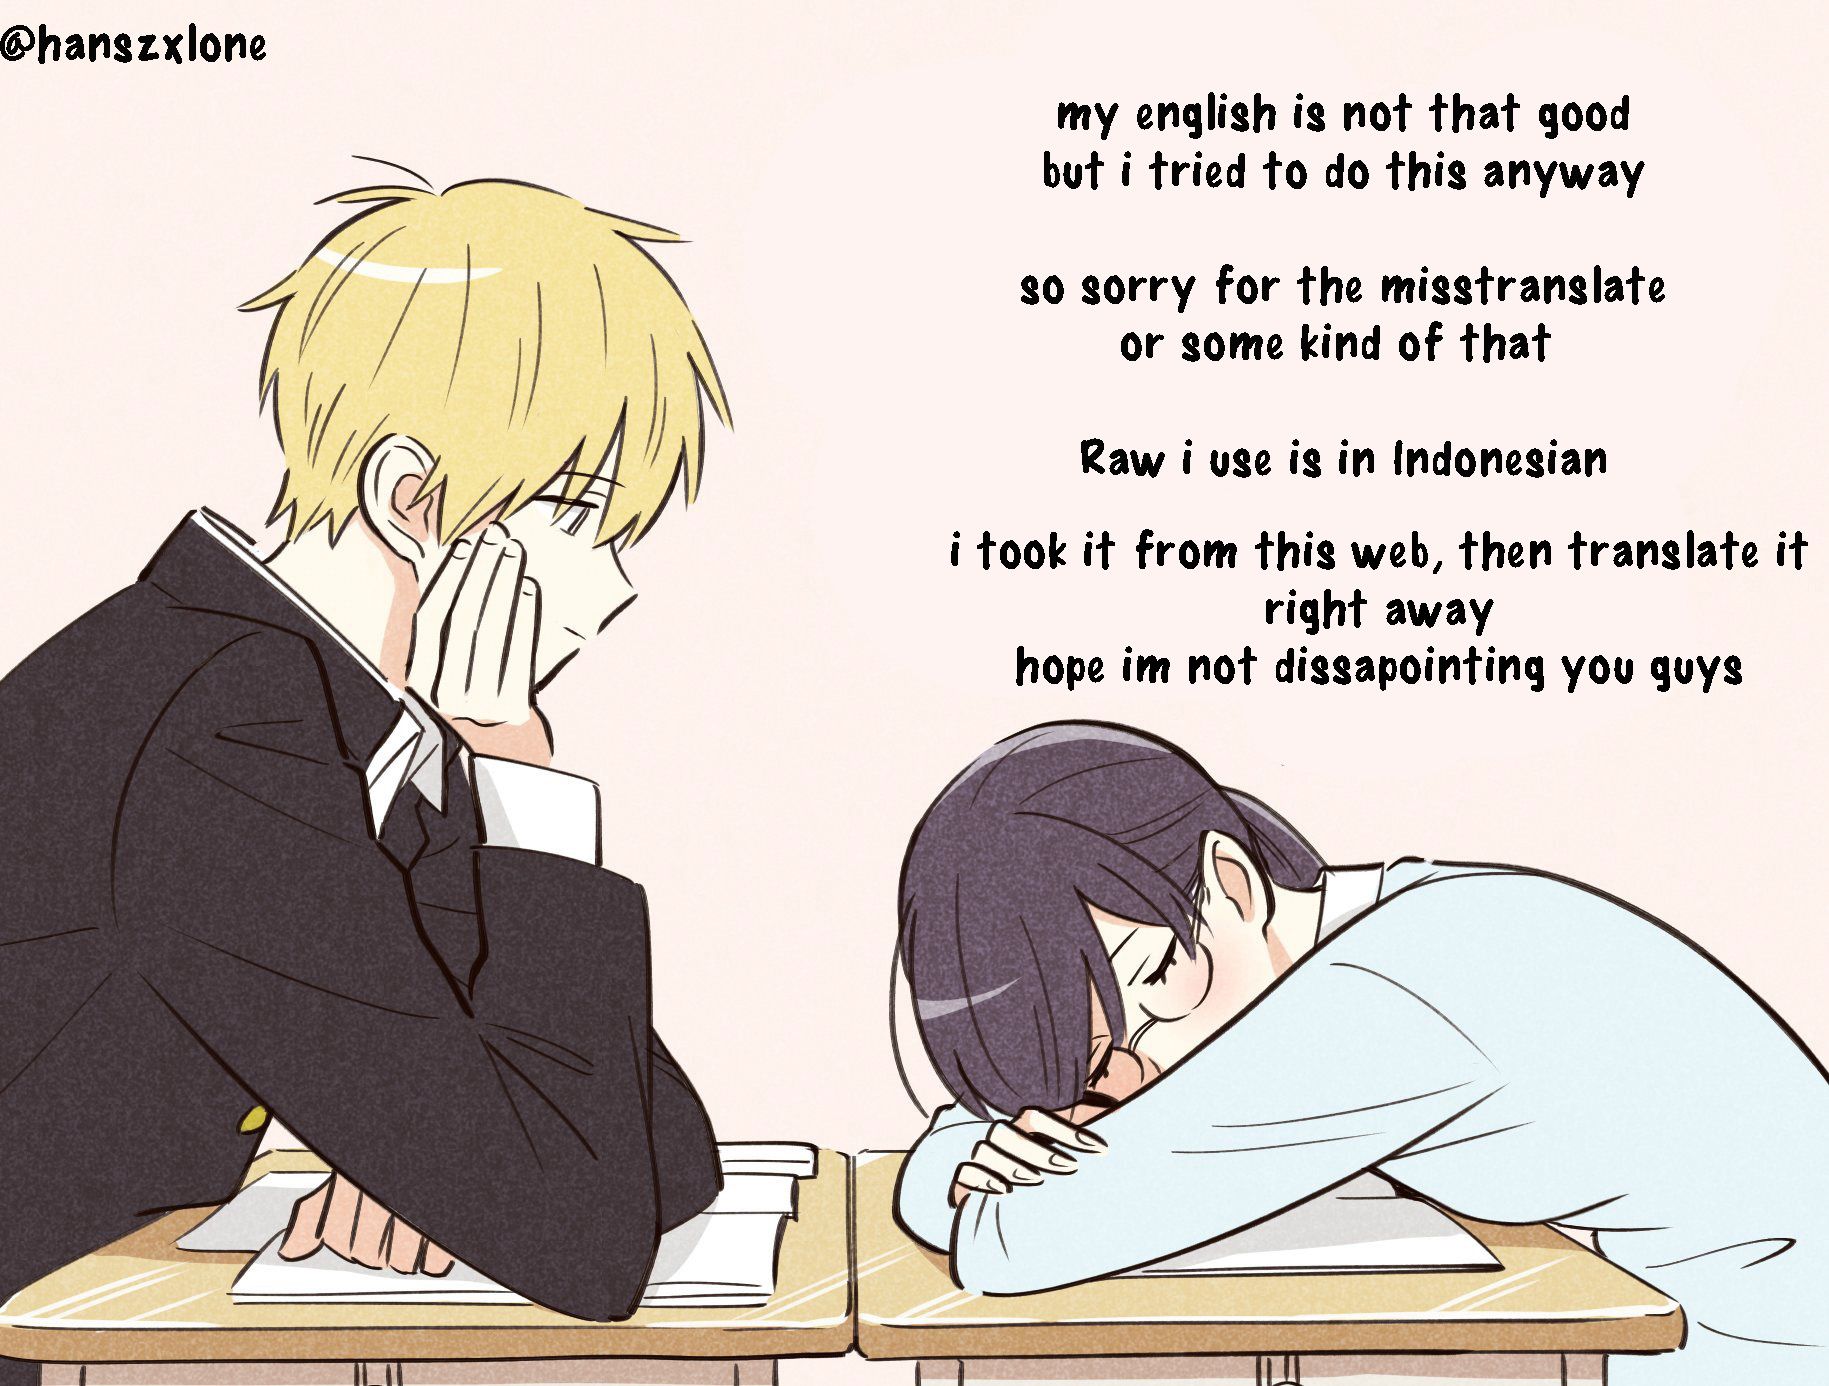 @hanszxlone
my english is not that good
but i tried to do this anyway
so sorry for the misstranslate
or some kind of that
Raw i use is in Indonesian
i took it from this web, then translate it
right away
hope im not dissapointing you guys